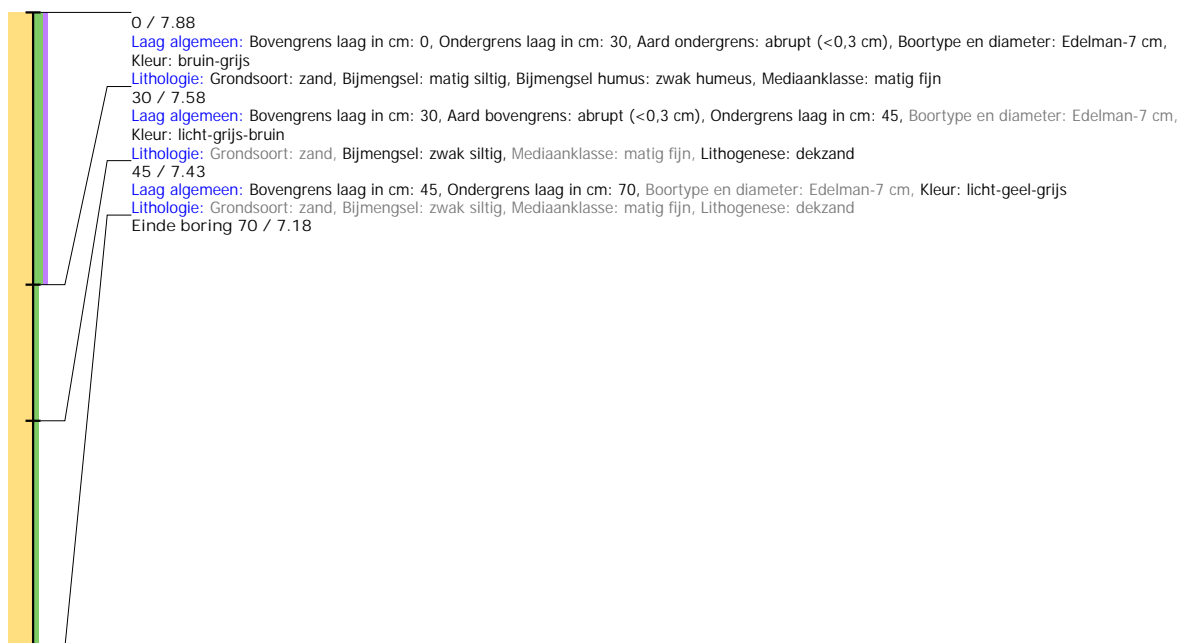 0 / 7.88
Laag algemeen: Bovengrens laag in cm: 0, Ondergrens laag in cm: 30, Aard ondergrens: abrupt (<0,3 cm), Boortype en diameter: Edelman-7 cm,
Kleur: bruin-grijs
Lithologie: Grondsoort: zand, Bijmengsel: matig siltig, Bijmengsel humus: zwak humeus, Mediaanklasse: matig fijn
30 / 7.58
Laag algemeen: Bovengrens laag in cm: 30, Aard bovengrens: abrupt (<0,3 cm), Ondergrens laag in cm: 45, Boortype en diameter: Edelman-7 cm,
Kleur: licht-grijs-bruin
Lithologie: Grondsoort: zand, Bijmengsel: zwak siltig, Mediaanklasse: matig fijn, Lithogenese: dekzand
45 / 7.43
Laag algemeen: Bovengrens laag in cm: 45, Ondergrens laag in cm: 70, Boortype en diameter: Edelman-7 cm, Kleur: licht-geel-grijs
Lithologie: Grondsoort: zand, Bijmengsel: zwak siltig, Mediaanklasse: matig fijn, Lithogenese: dekzand
Einde boring 70 / 7.18